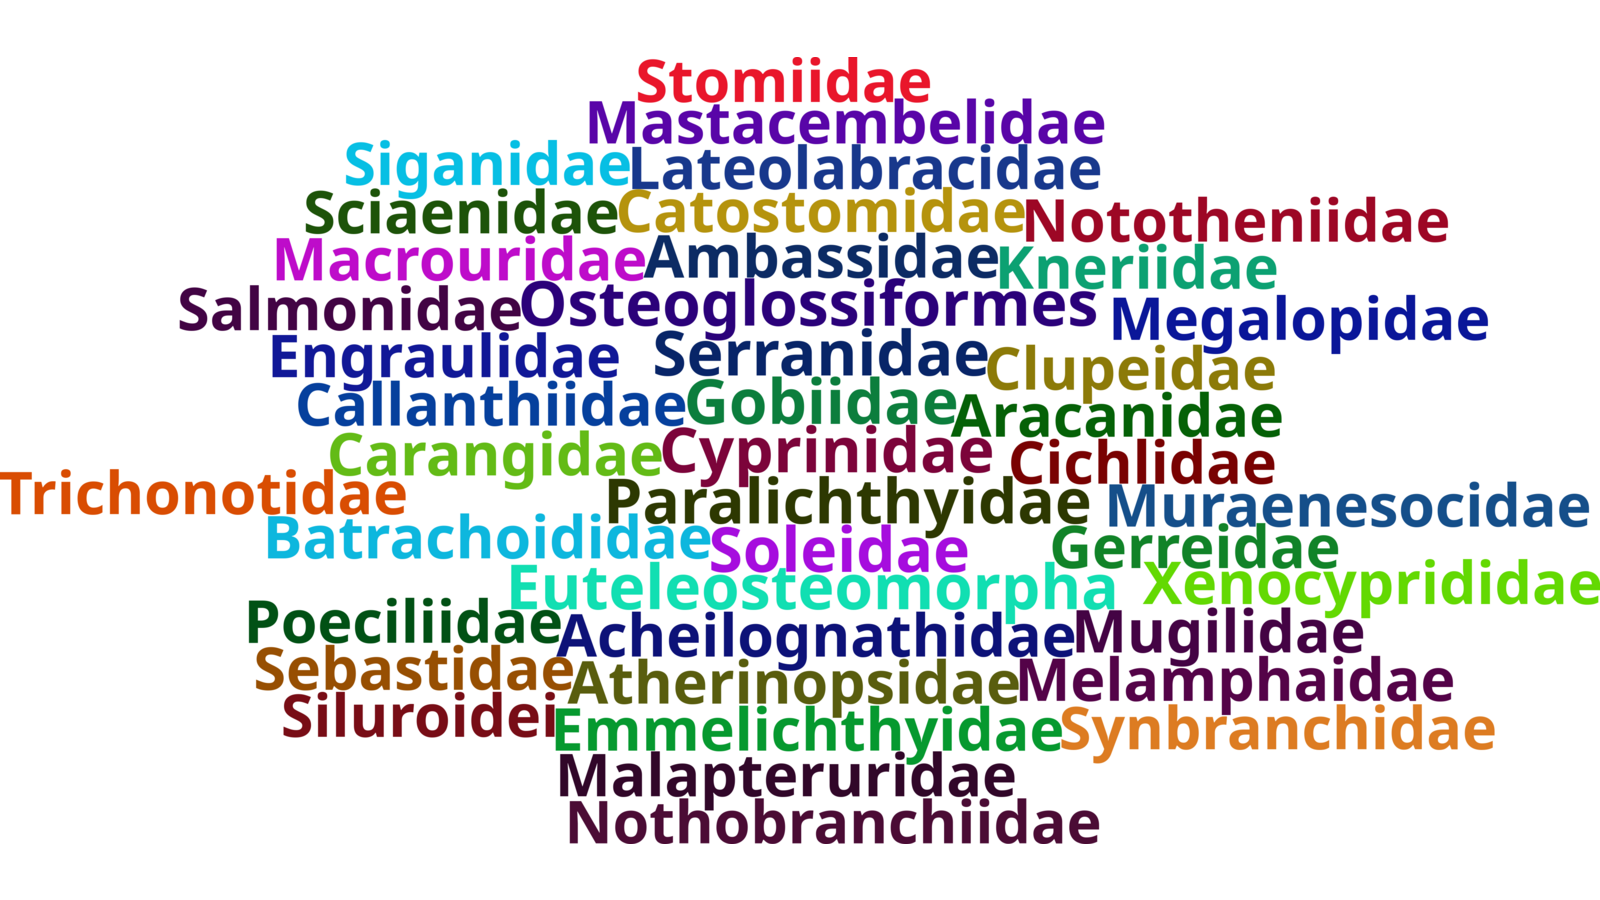 Stomiidae
Mastacembelidae
Siganidae Lateolabracidae
Sciaenidae Catostomidae Nototheniidae
Macrouridae Ambassidae Kneriidae
Salmonidae Osteoglossiformes Megalopidae
Engraulidae Serranidae Clupeidae
Callanthiidae Gobiidae Aracanidae
Carangidae Cyprinidae Cichlidae
Trichonotidae Paralichthyidae Muraenesocidae
Batrachoididae Soleidae Gerreidae
Euteleosteomorpha Xenocyprididae
Poeciliidae Acheilognathidae Mugilidae
Sebastidae Atherinopsidae Melamphaidae
Siluroidei Emmelichthyidae Synbranchidae
Malapteruridae
Nothobranchiidae